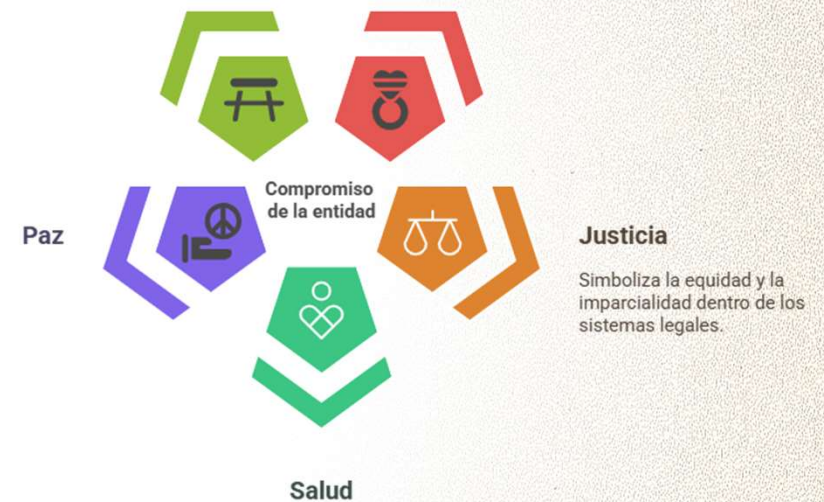 Compromiso
de la entidad
Paz
Justicia
Simboliza la equidad y la
imparcialidad dentro de los
sistemas legales.
Salud